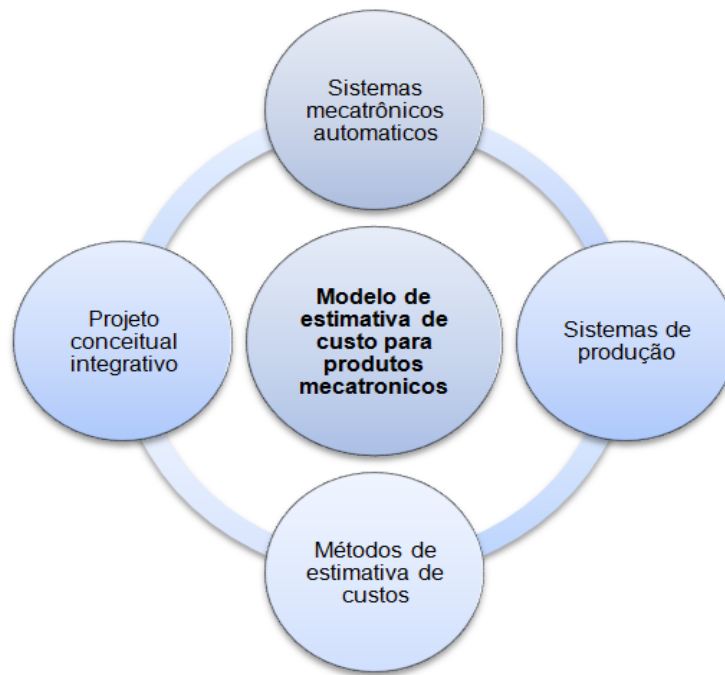 Sistemas
mecatrônicos
automaticos
Projeto
conceitual
integrativo
Modelo de
estimativa de
custo para
produtos
mecatronicos
Sistemas de
produção
Métodos de
estimativa de
custos